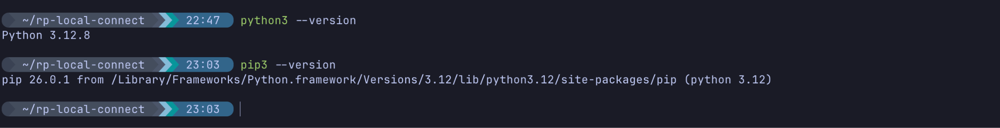 ~/rp-local-connect 22:47 python3 --version
Python 3.12.8
~/rp-local-connect 23:03 pip3 --version
pip 26.0.1 from /Library/Frameworks/Python.framework/Versions/3.12/lib/python3.12/site-packages/pip (python 3.12)
~/rp-local-connect 23:03